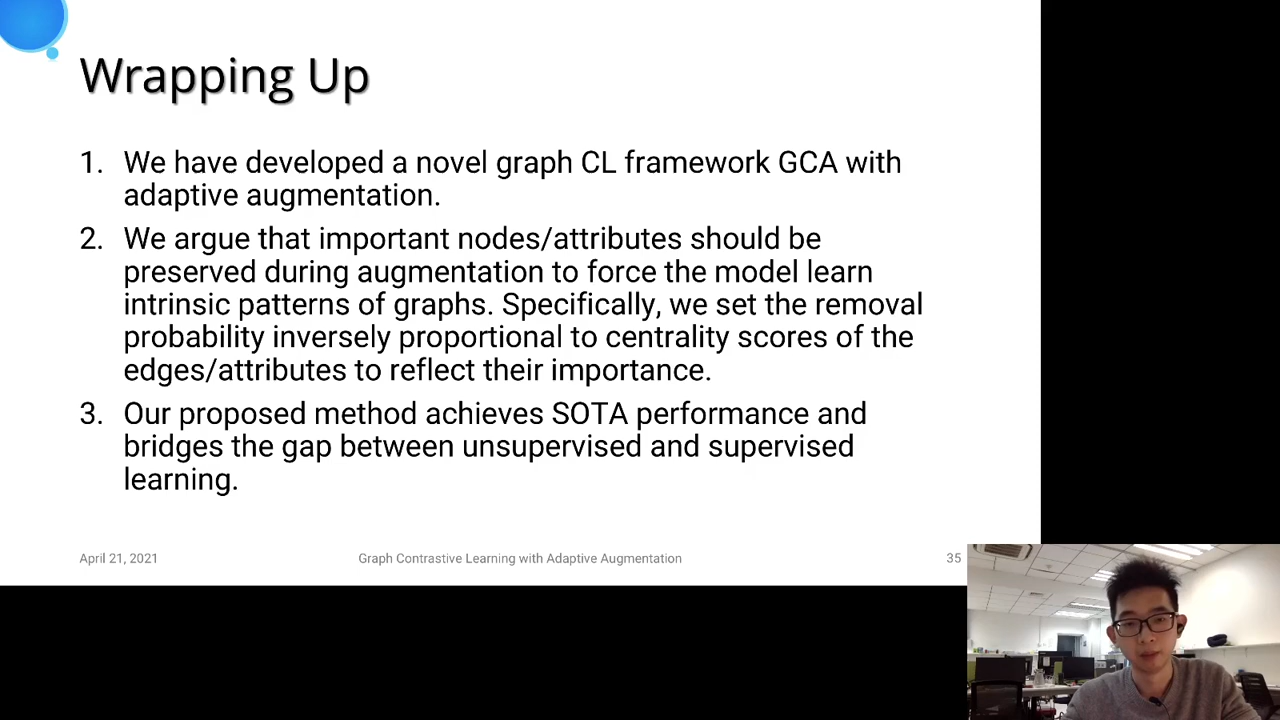 Wrapping Up
1. We have developed a novel graph CL framework GCA with
adaptive augmentation.
2. We argue that important nodes/attributes should be
preserved during augmentation to force the model learn
intrinsic patterns of graphs. Specifically, we set the removal
probability inversely proportional to centrality scores of the
edges/attributes to reflect their importance.
3. Our proposed method achieves SOTA performance and
bridges the gap between unsupervised and supervised
learning.
April 21, 2021
Graph Contrastive Learning with Adaptive Augmentation
35